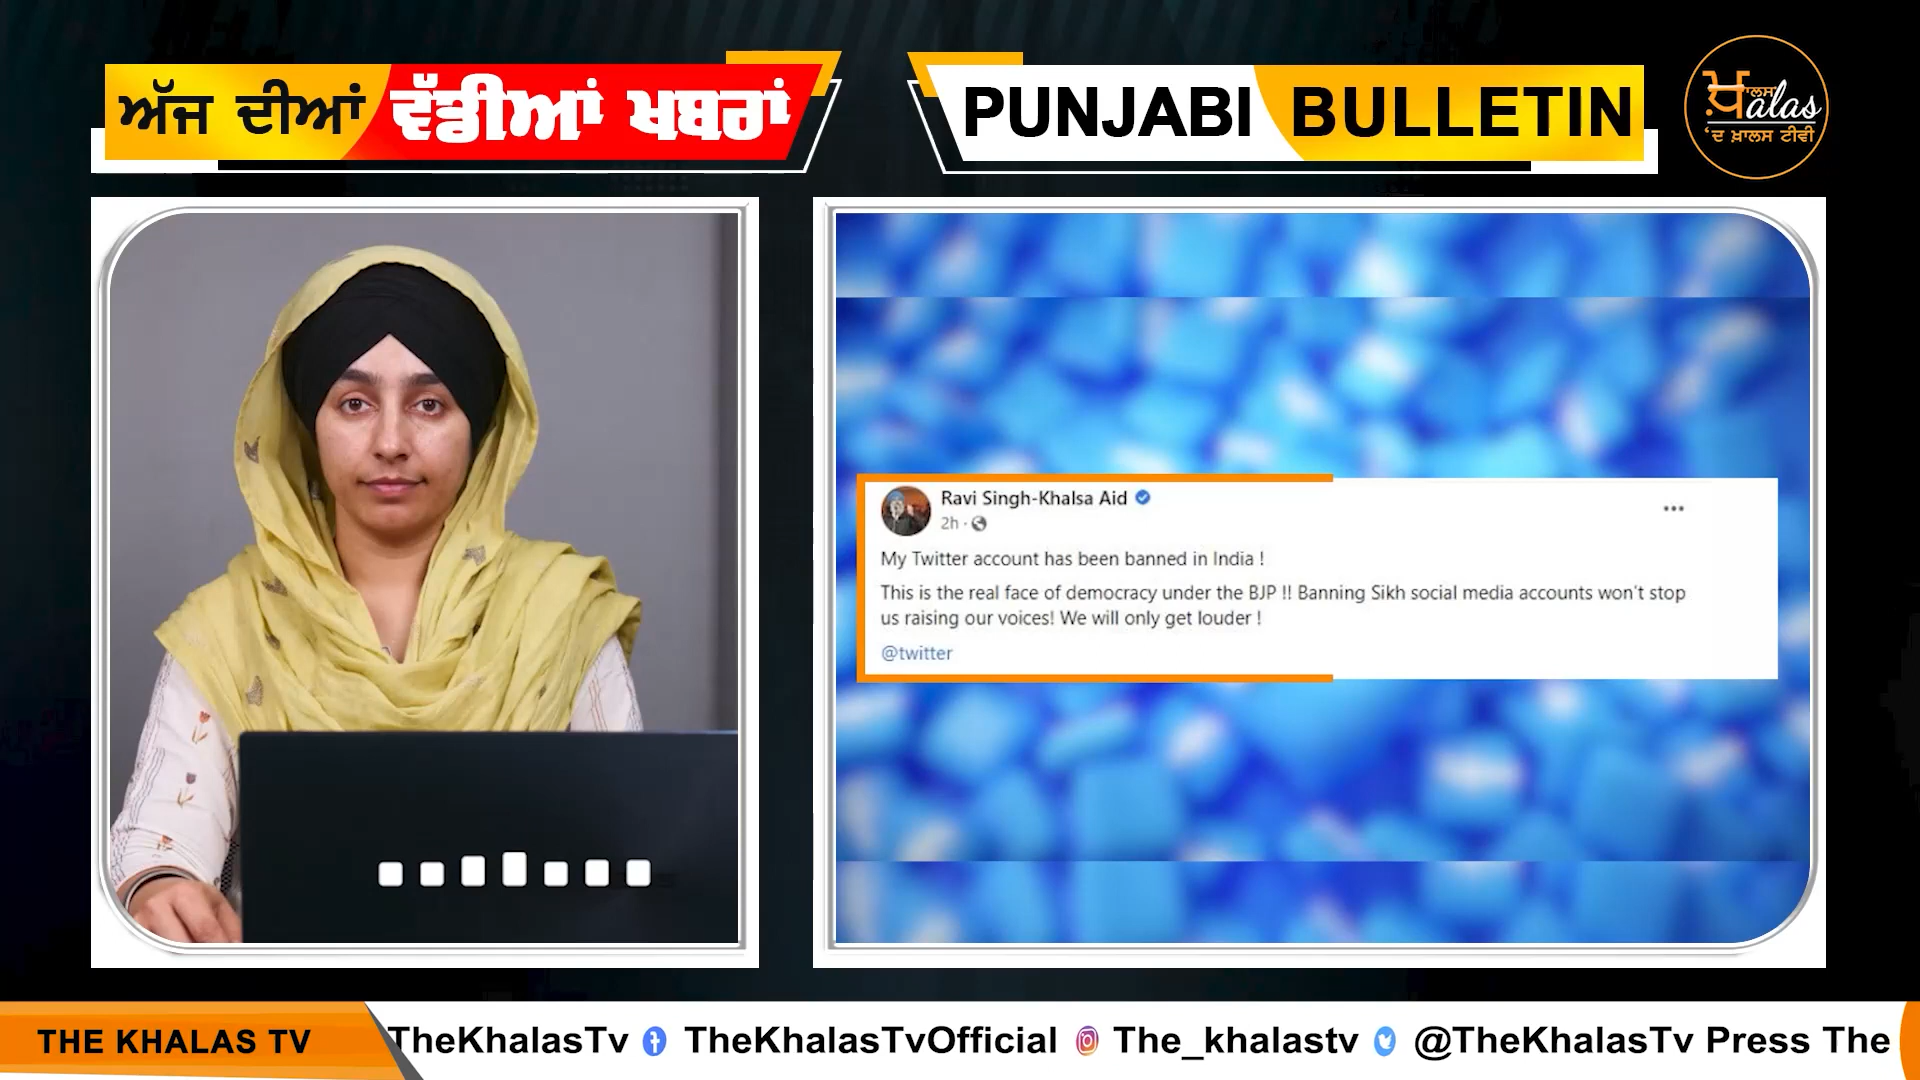 ਅੱਜ ਦੀਆਂ ਵੱਡੀਆਂ ਖਬਰਾਂ
PUNJABI BULLETIN
ਖ਼ਾਲਸ
alas
'ਦ ਖ਼ਾਲਸ ਟੀਵੀ
Ravi Singh-Khalsa Aid
2h ·
My Twitter account has been banned in India !
This is the real face of democracy under the BJP !! Banning Sikh social media accounts won't stop
us raising our voices! We will only get louder !
@twitter
THE KHALAS TV
TheKhalasTv TheKhalasTvOfficial The_khalastv @TheKhalasTv Press The